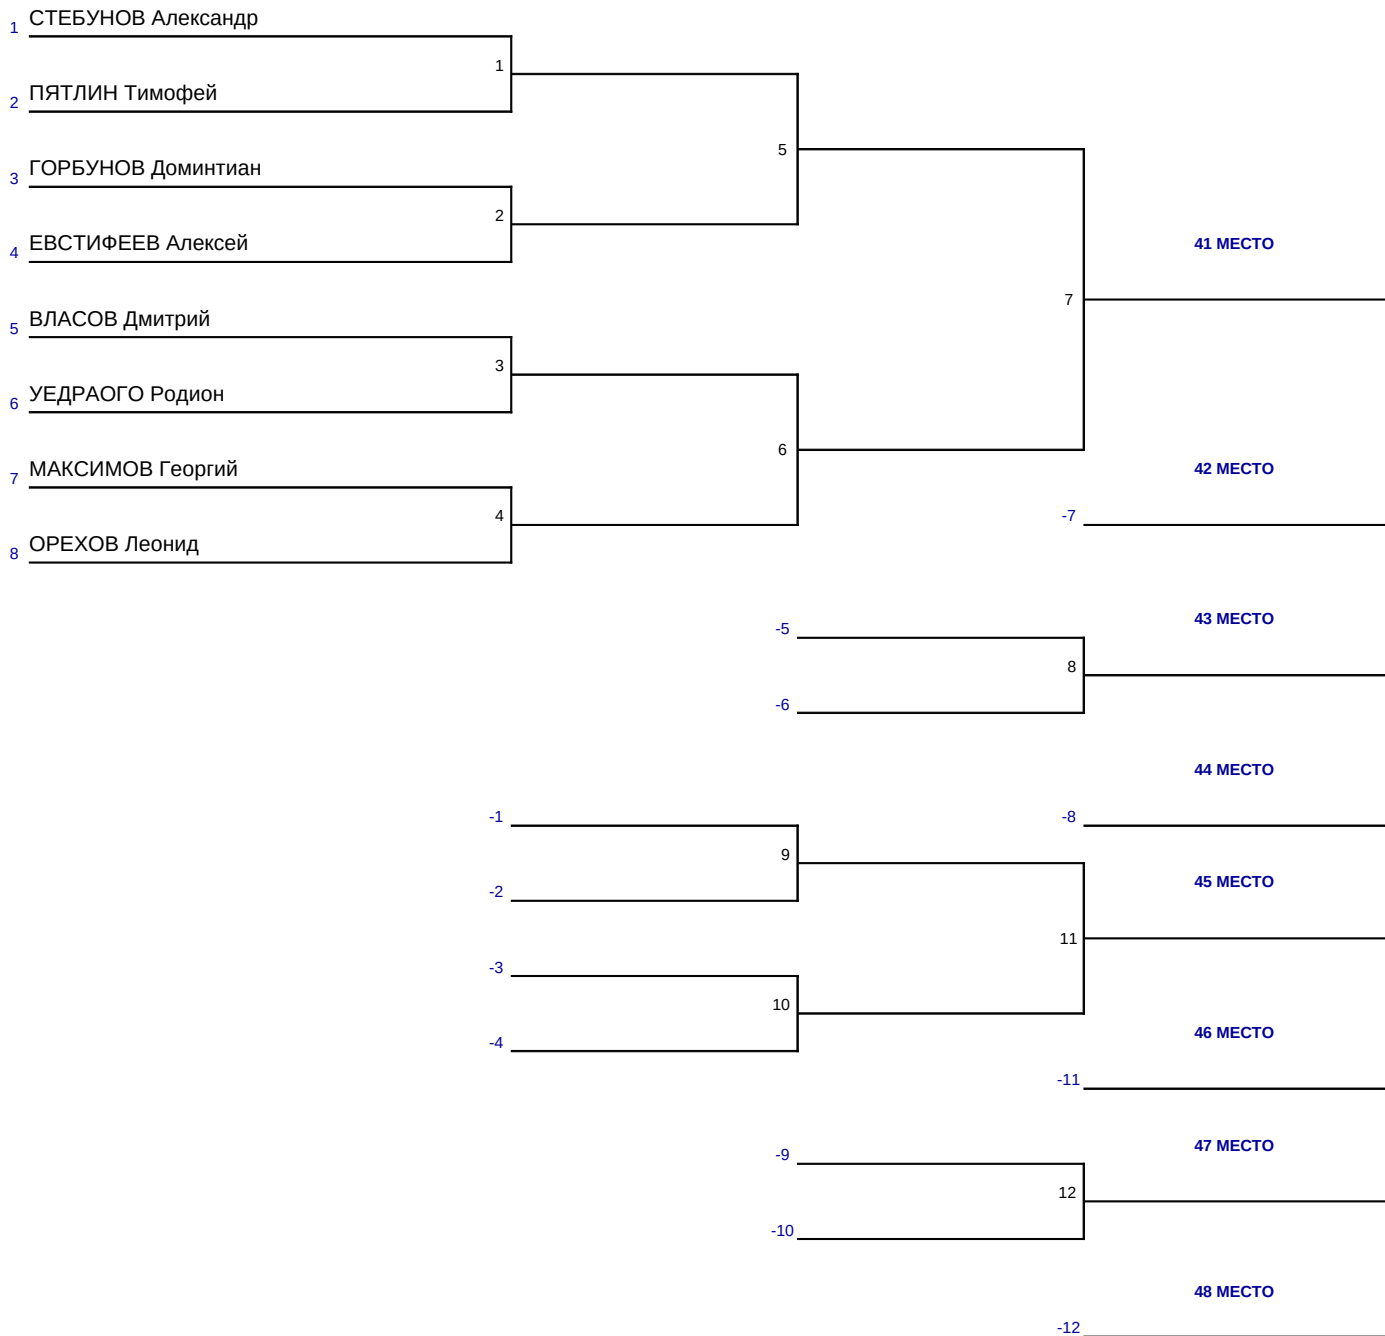 СТЕБУНОВ Александр
1
1
ПЯТЛИН Тимофей
2
5
ГОРБУНОВ Доминтиан
3
2
ЕВСТИФЕЕВ Алексей
4
41 МЕСТО
7
ВЛАСОВ Дмитрий
5
3
УЕДРАОГО Родион
6
6
МАКСИМОВ Георгий
7
42 МЕСТО
4
-7
ОРЕХОВ Леонид
8
43 МЕСТО
-5
8
-6
44 МЕСТО
-1
-8
9
45 МЕСТО
-2
11
-3
10
46 МЕСТО
-4
-11
47 МЕСТО
-9
12
-10
48 МЕСТО
-12